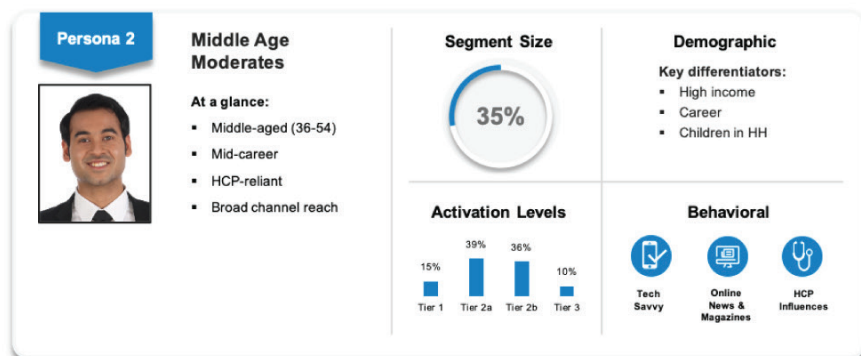 Persona 2
Middle Age
Moderates
At a glance:
▪ Middle-aged (36-54)
▪ Mid-career
▪ HCP-reliant
▪ Broad channel reach
Segment Size
35%
Demographic
Key differentiators:
▪ High income
▪ Career
▪ Children in HH
Activation Levels
15%
39%
36%
10%
Tier 1
Tier 2a
Tier 2b
Tier 3
Behavioral
Tech
Savvy
Online
News &
Magazines
HCP
Influences